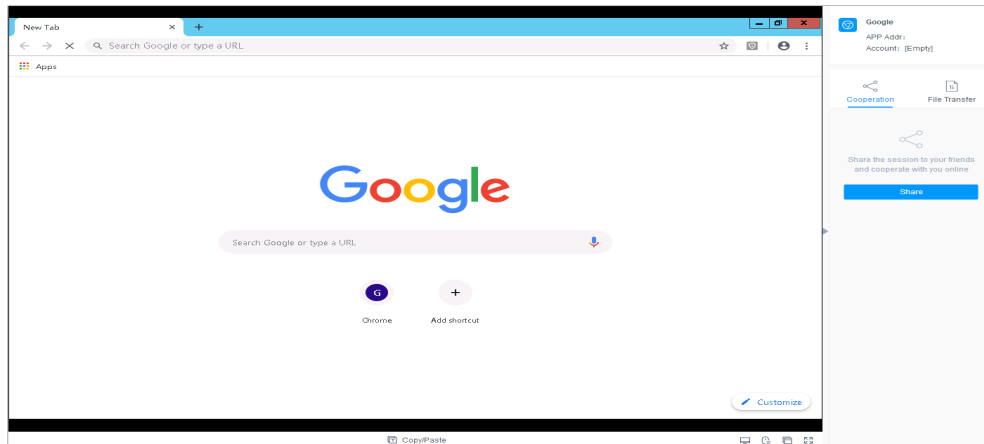 New Tab
Search Google or type a URL
Apps
Google
Search Google or type a URL
G
Chrome
Add shortcut
Customize
Copy/Paste
Google
APP Addr:
Account: [Empty]
Cooperation
File Transfer
Share the session to your friends
and cooperate with you online
Share